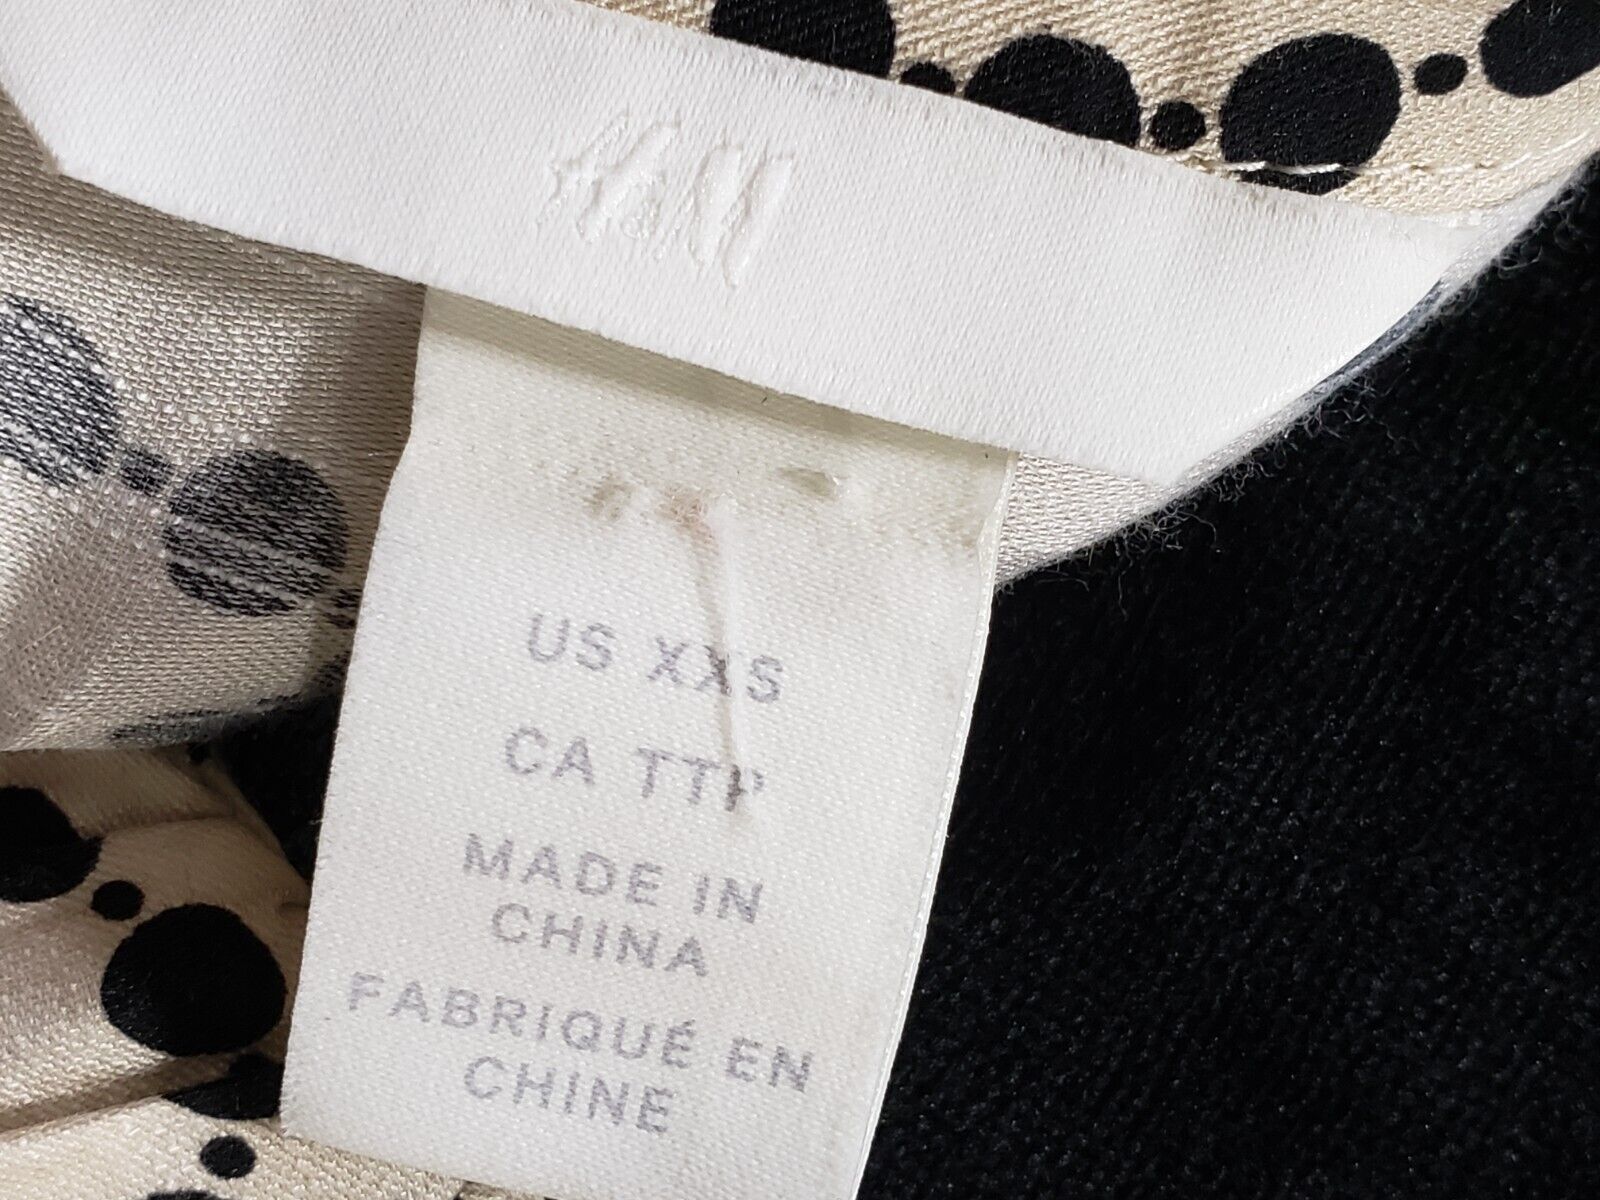 H&M
US XXS
CA TTP
MADE IN
CHINA
FABRIQUÉ EN
CHINE